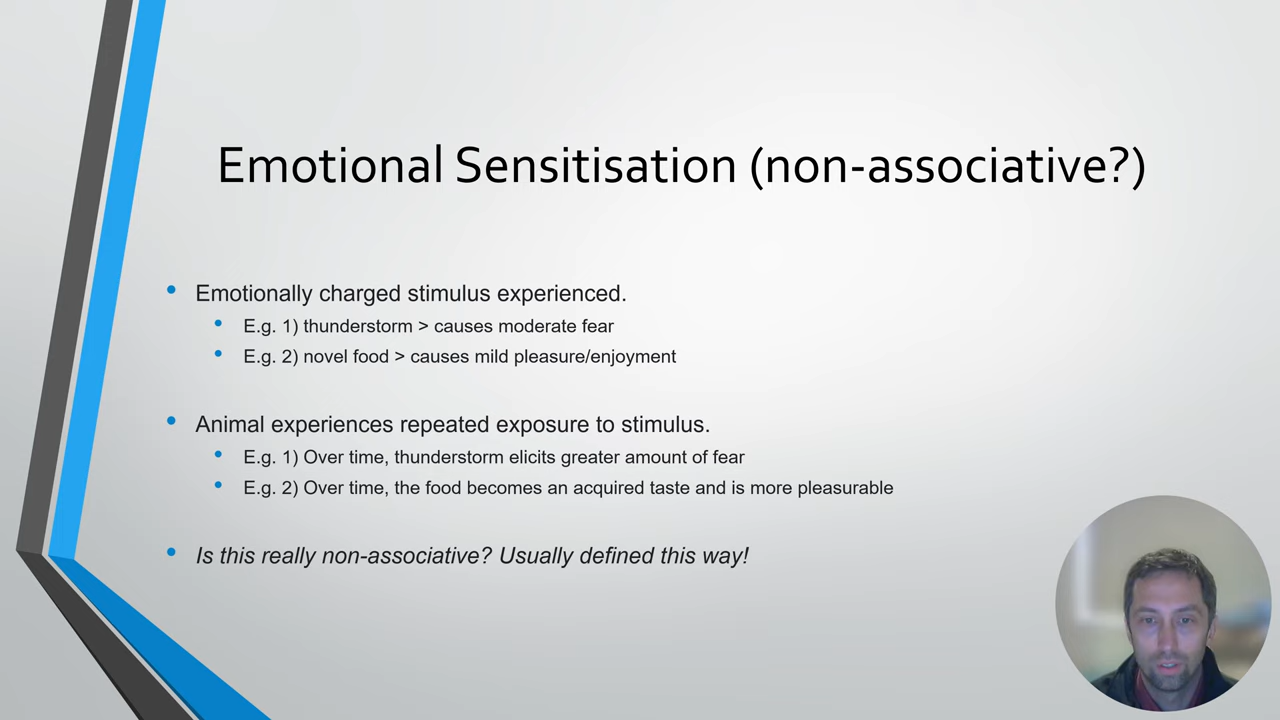 Emotional Sensitisation (non-associative?)
Emotionally charged stimulus experienced.
E.g. 1) thunderstorm > causes moderate fear
E.g. 2) novel food > causes mild pleasure/enjoyment
Animal experiences repeated exposure to stimulus.
E.g. 1) Over time, thunderstorm elicits greater amount of fear
E.g. 2) Over time, the food becomes an acquired taste and is more pleasurable
Is this really non-associative? Usually defined this way!